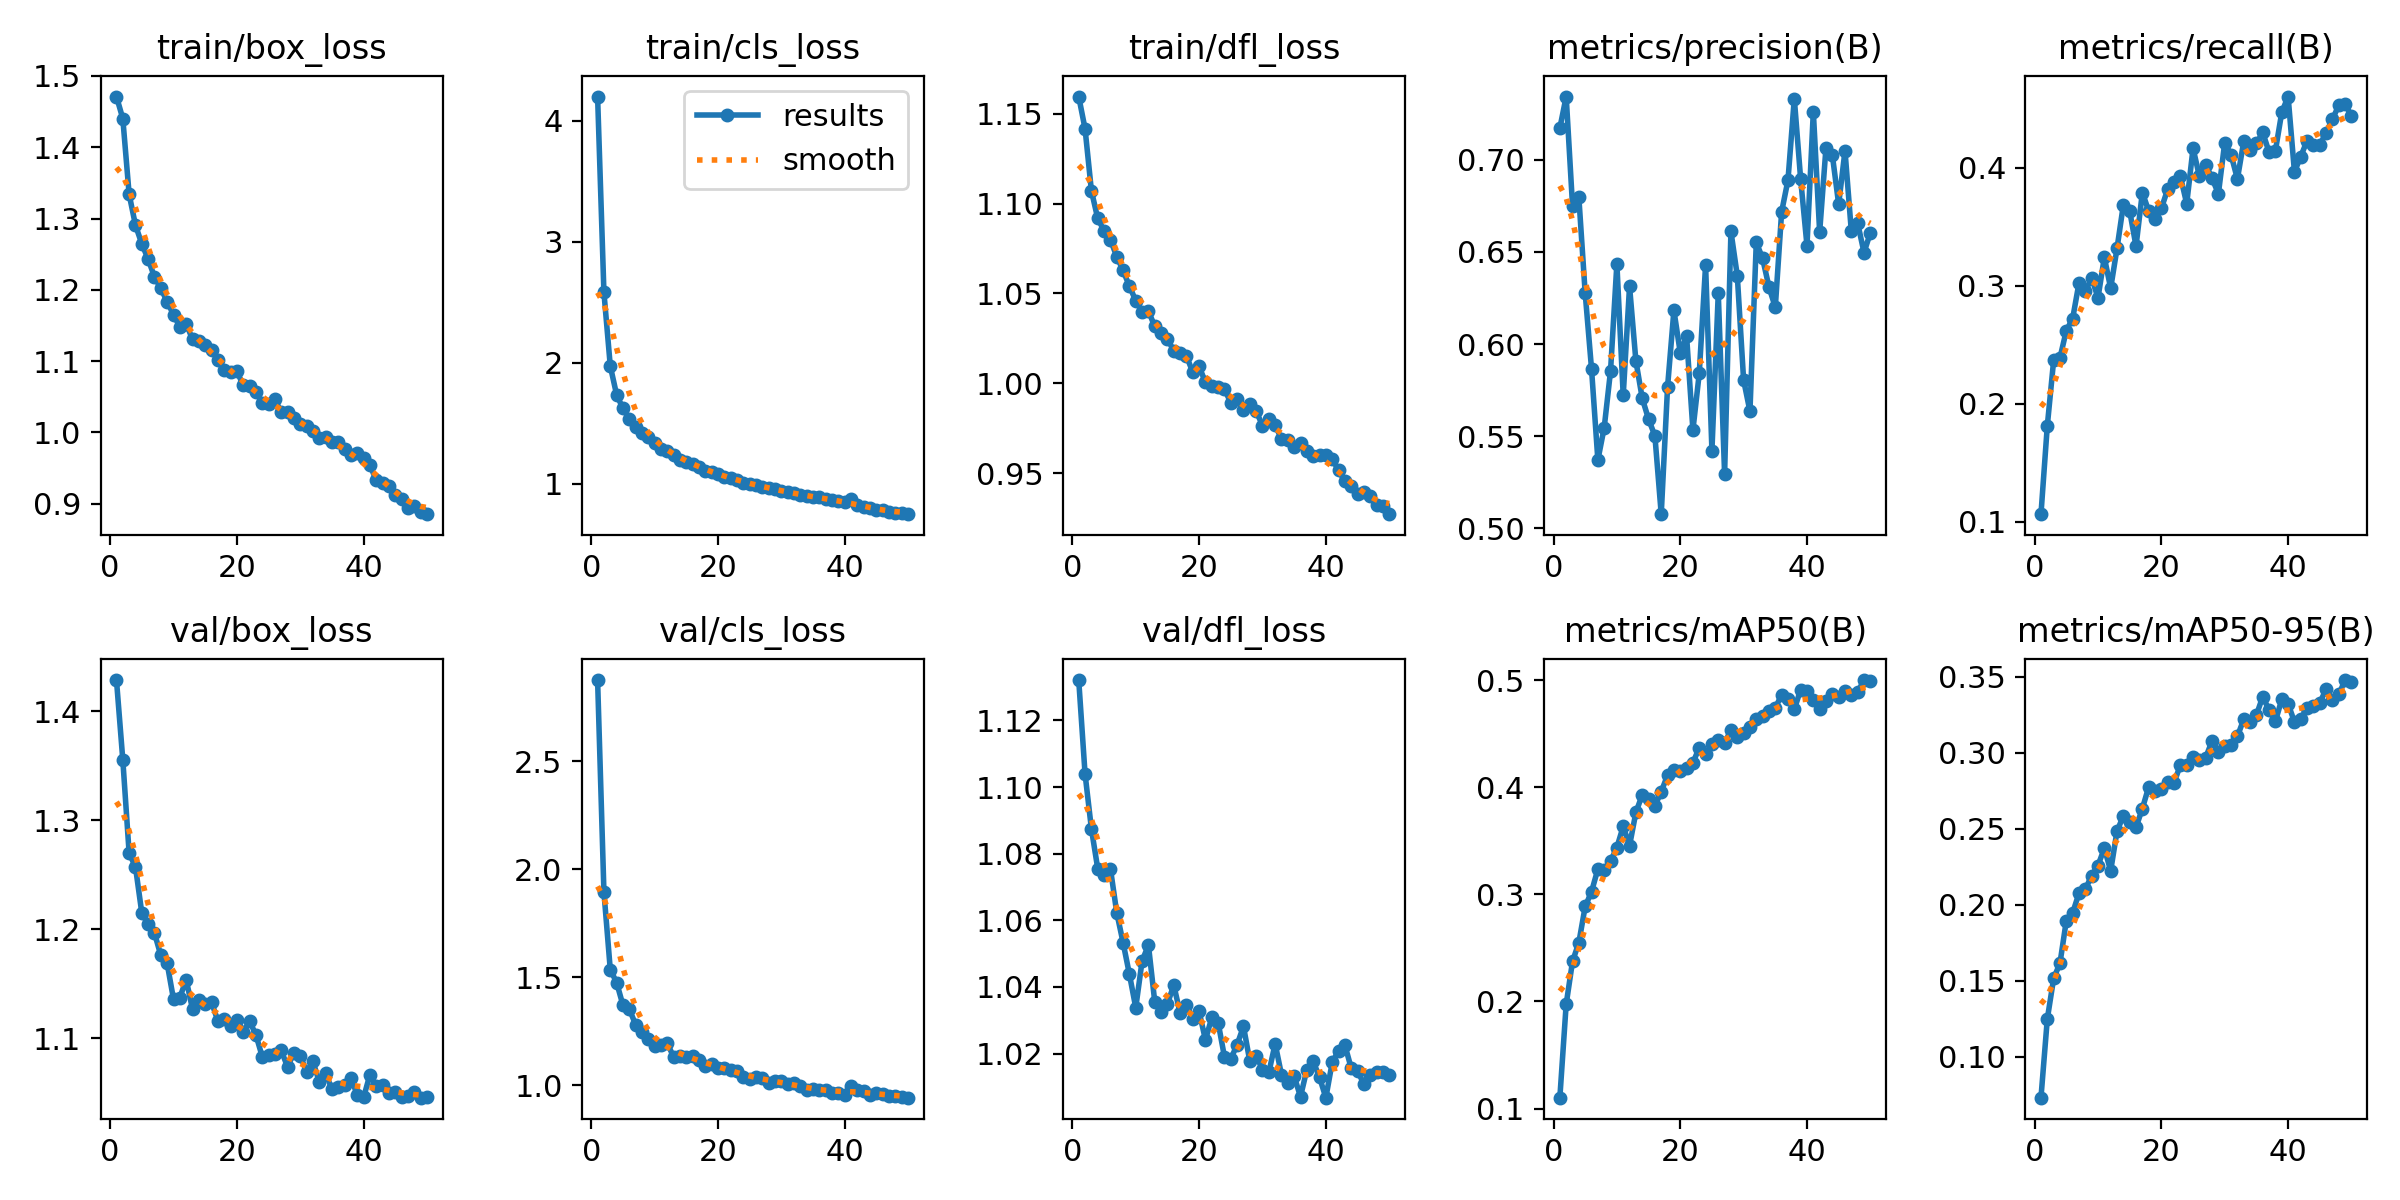 train/box_loss
1.5
1.4
1.3
1.2
1.1
1.0
0.9
0 20 40
train/cls_loss
results
smooth
4
3
2
1
0 20 40
train/dfl_loss
1.15
1.10
1.05
1.00
0.95
0 20 40
metrics/precision(B)
0.70
0.65
0.60
0.55
0.50
0 20 40
metrics/recall(B)
0.4
0.3
0.2
0.1
0 20 40
val/box_loss
1.4
1.3
1.2
1.1
0 20 40
val/cls_loss
2.5
2.0
1.5
1.0
0 20 40
val/dfl_loss
1.12
1.10
1.08
1.06
1.04
1.02
0 20 40
metrics/mAP50(B)
0.5
0.4
0.3
0.2
0.1
0 20 40
metrics/mAP50-95(B)
0.35
0.30
0.25
0.20
0.15
0.10
0 20 40